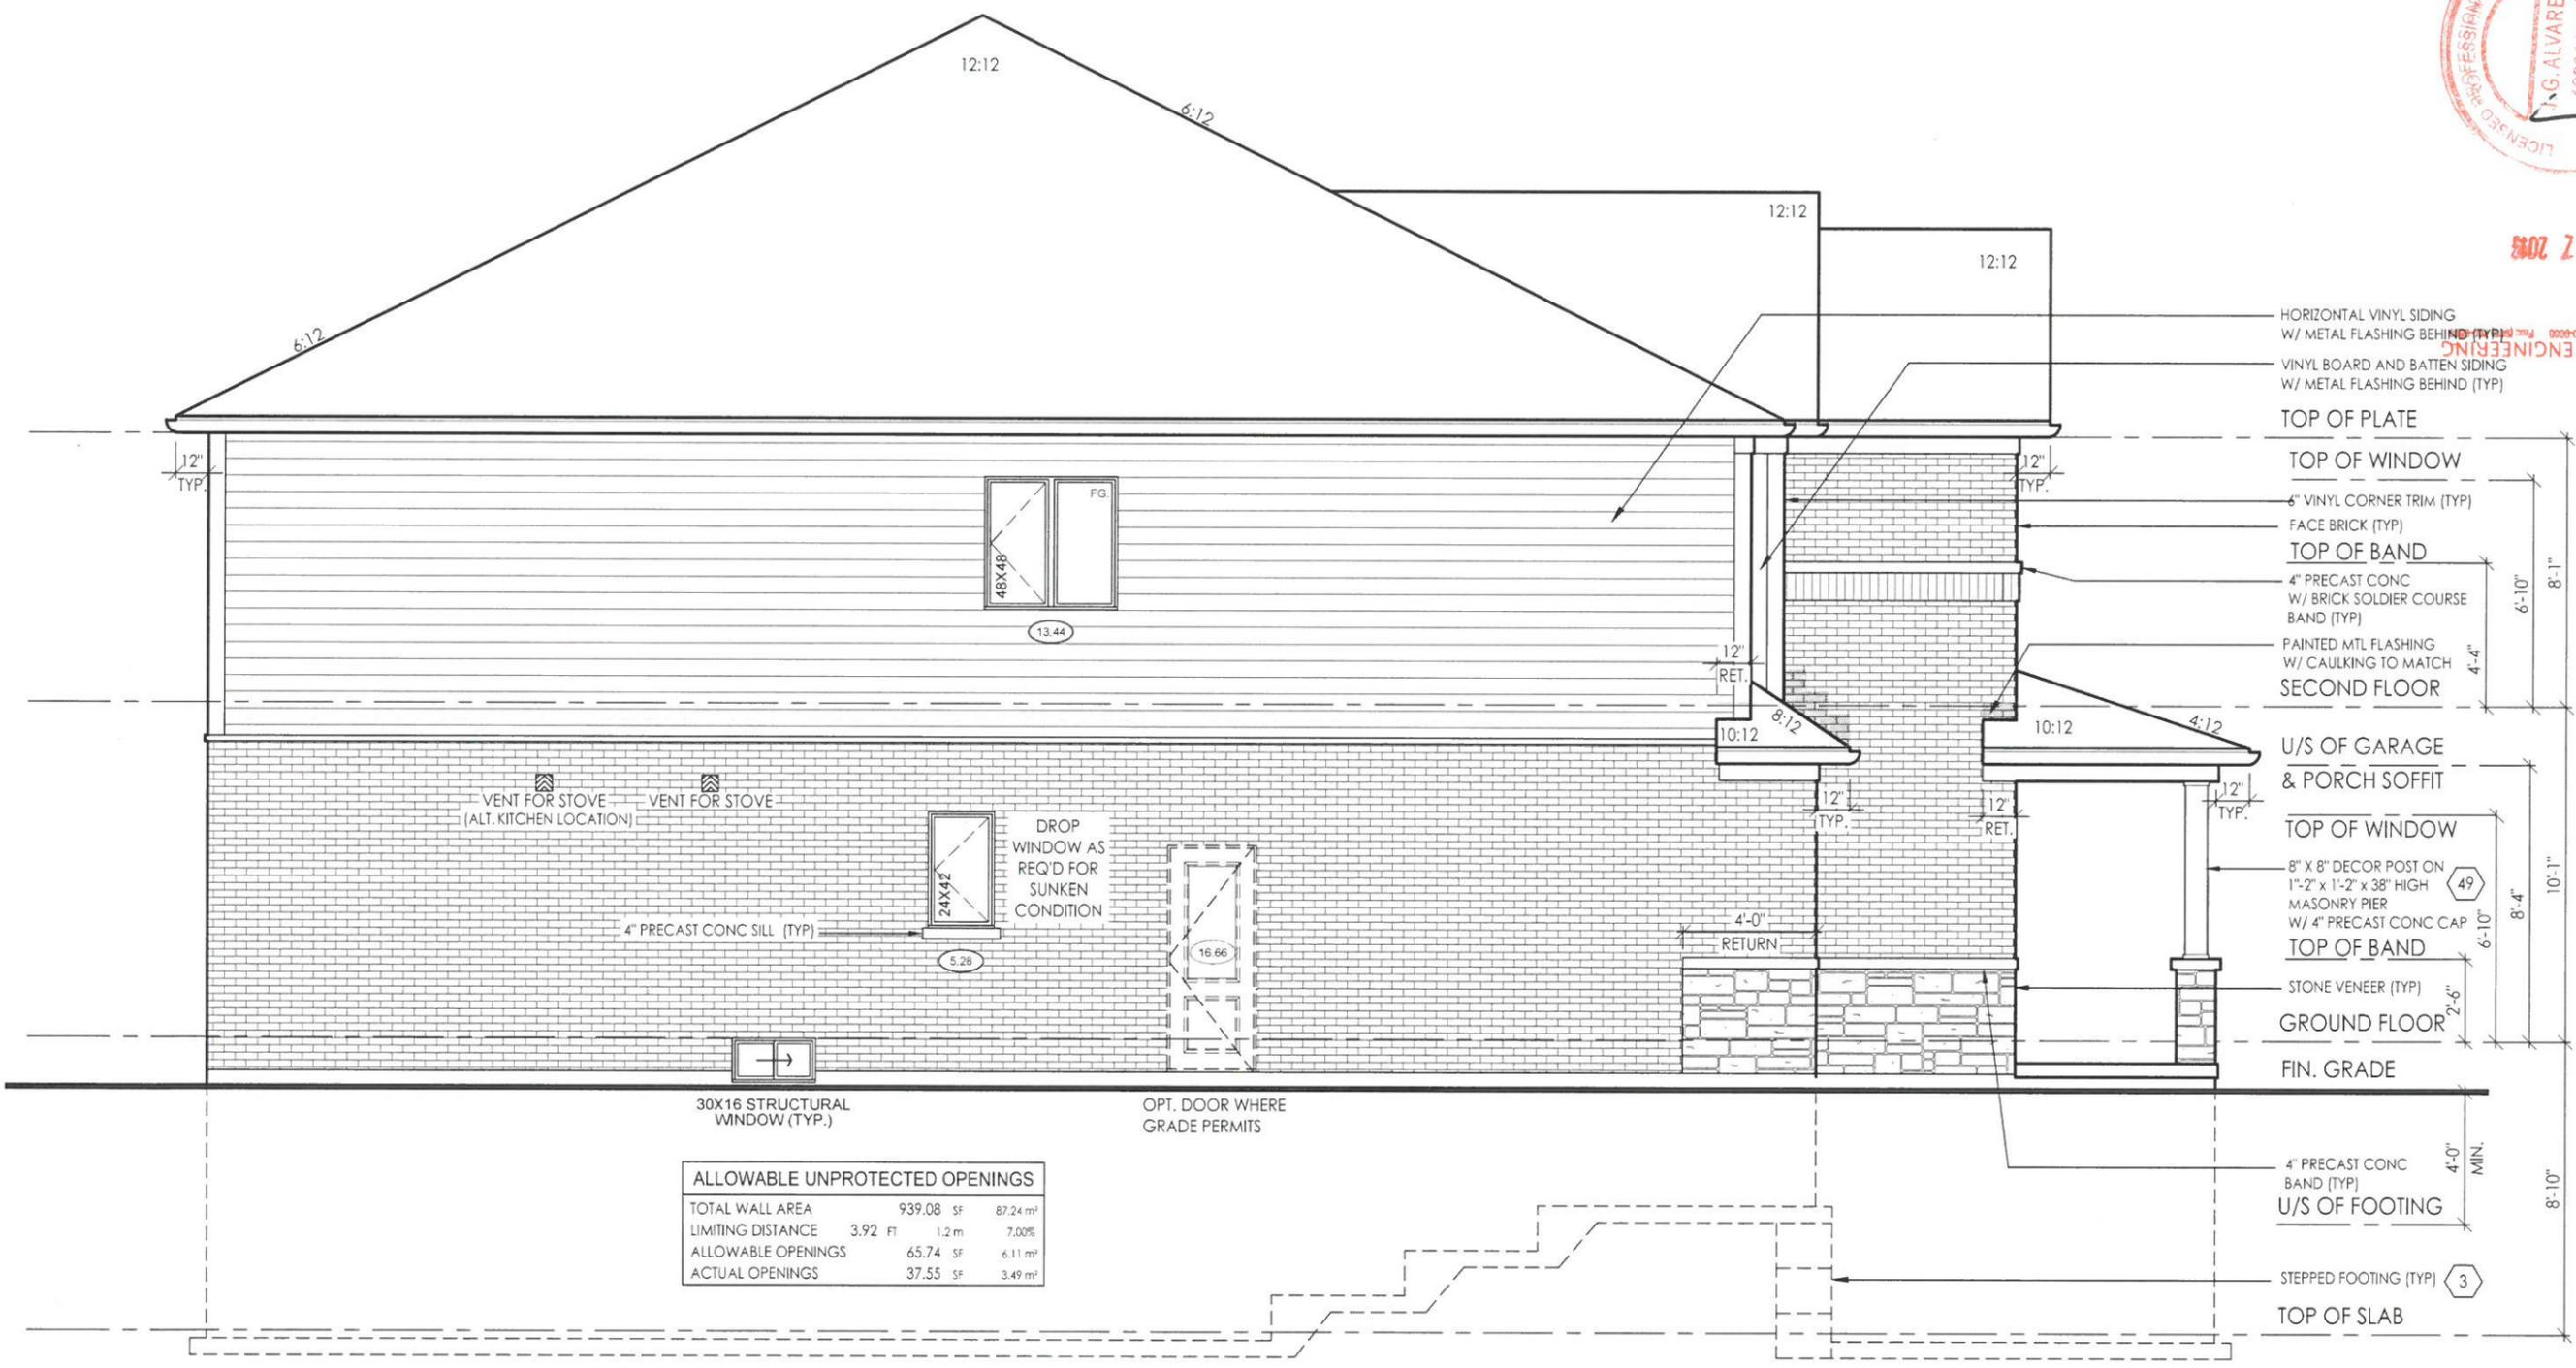 12:12
6:12
6:12
12:12
12:12
LICENSED PROFESSIONAL
J.G. ALVAREZ
2013
ENGINEERING
HORIZONTAL VINYL SIDING
W/ METAL FLASHING BEHIND (TYP)
VINYL BOARD AND BATTEN SIDING
W/ METAL FLASHING BEHIND (TYP)
TOP OF PLATE
TOP OF WINDOW
6" VINYL CORNER TRIM (TYP)
FACE BRICK (TYP)
TOP OF BAND
4" PRECAST CONC
W/ BRICK SOLDIER COURSE
BAND (TYP)
PAINTED MTL FLASHING
W/ CAULKING TO MATCH
SECOND FLOOR
U/S OF GARAGE
& PORCH SOFFIT
TOP OF WINDOW
8" X 8" DECOR POST ON
1"-2" x 1'-2" x 38" HIGH
MASONRY PIER
W/ 4" PRECAST CONC CAP
49
TOP OF BAND
STONE VENEER (TYP)
GROUND FLOOR
FIN. GRADE
4" PRECAST CONC
BAND (TYP)
U/S OF FOOTING
STEPPED FOOTING (TYP)
3
TOP OF SLAB
8'-1"
6'-10"
4'-4"
10'-1"
8'-4"
6'-10"
2'-6"
4'-0"
MIN.
8'-10"
12"
TYP.
FG.
48X48
13.44
12"
TYP.
12"
RET.
8:12
10:12
10:12
4:12
12"
TYP.
12"
RET.
12"
TYP.
VENT FOR STOVE
(ALT. KITCHEN LOCATION)
VENT FOR STOVE
24X42
DROP
WINDOW AS
REQ'D FOR
SUNKEN
CONDITION
4" PRECAST CONC SILL (TYP)
5.28
16.66
4'-0"
RETURN
30X16 STRUCTURAL
WINDOW (TYP.)
OPT. DOOR WHERE
GRADE PERMITS
ALLOWABLE UNPROTECTED OPENINGS
TOTAL WALL AREA 939.08 SF 87.24 m²
LIMITING DISTANCE 3.92 FT 1.2 m 7.00%
ALLOWABLE OPENINGS 65.74 SF 6.11 m²
ACTUAL OPENINGS 37.55 SF 3.49 m²